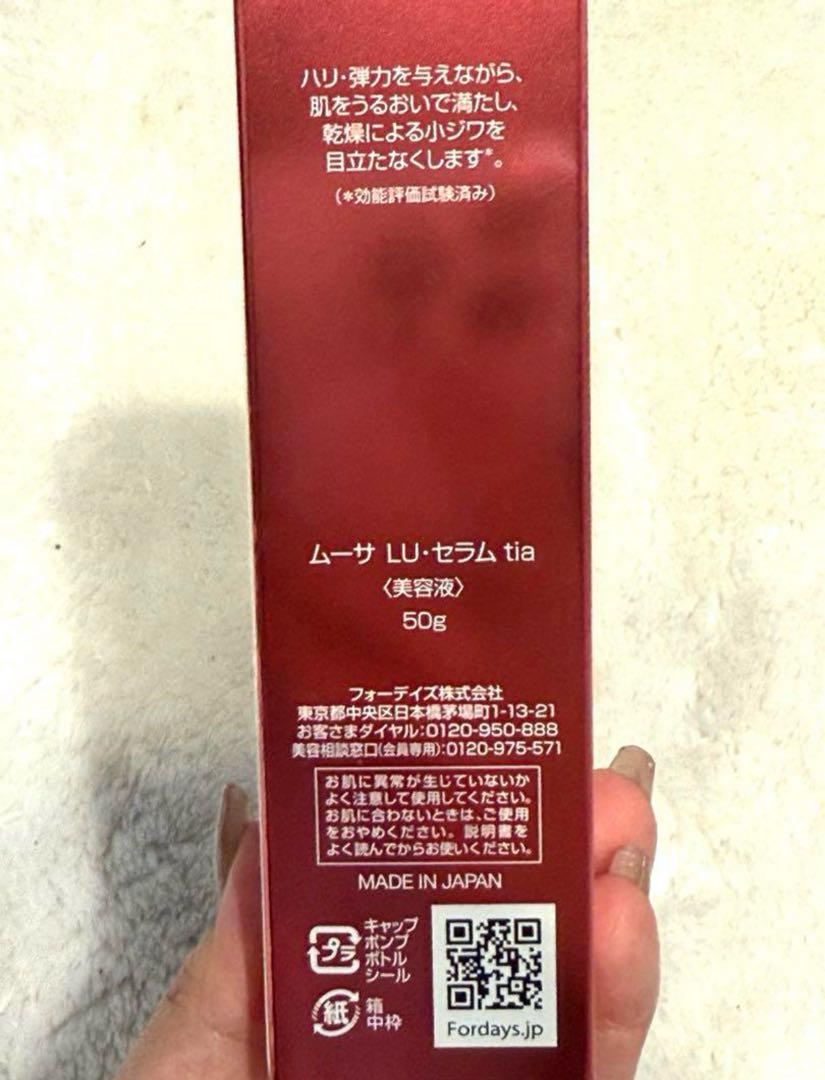 ハリ・弾力を与えながら、
肌をうるおいで満たし、
乾燥による小ジワを
目立たなくします*。
(*効能評価試験済み)
ムーサ LU・セラム tia
〈美容液〉
50g
フォーデイズ株式会社
東京都中央区日本橋茅場町1-13-21
お客さまダイヤル:0120-950-888
美容相談窓口(会員専用):0120-975-571
お肌に異常が生じていないか
よく注意して使用してください。
お肌に合わないときは、ご使用
をおやめください。説明書を
よく読んでからお使いください。
MADE IN JAPAN
プラ
キャップ
ポンプ
ボトル
シール
紙
箱
中枠
Fordays.jp